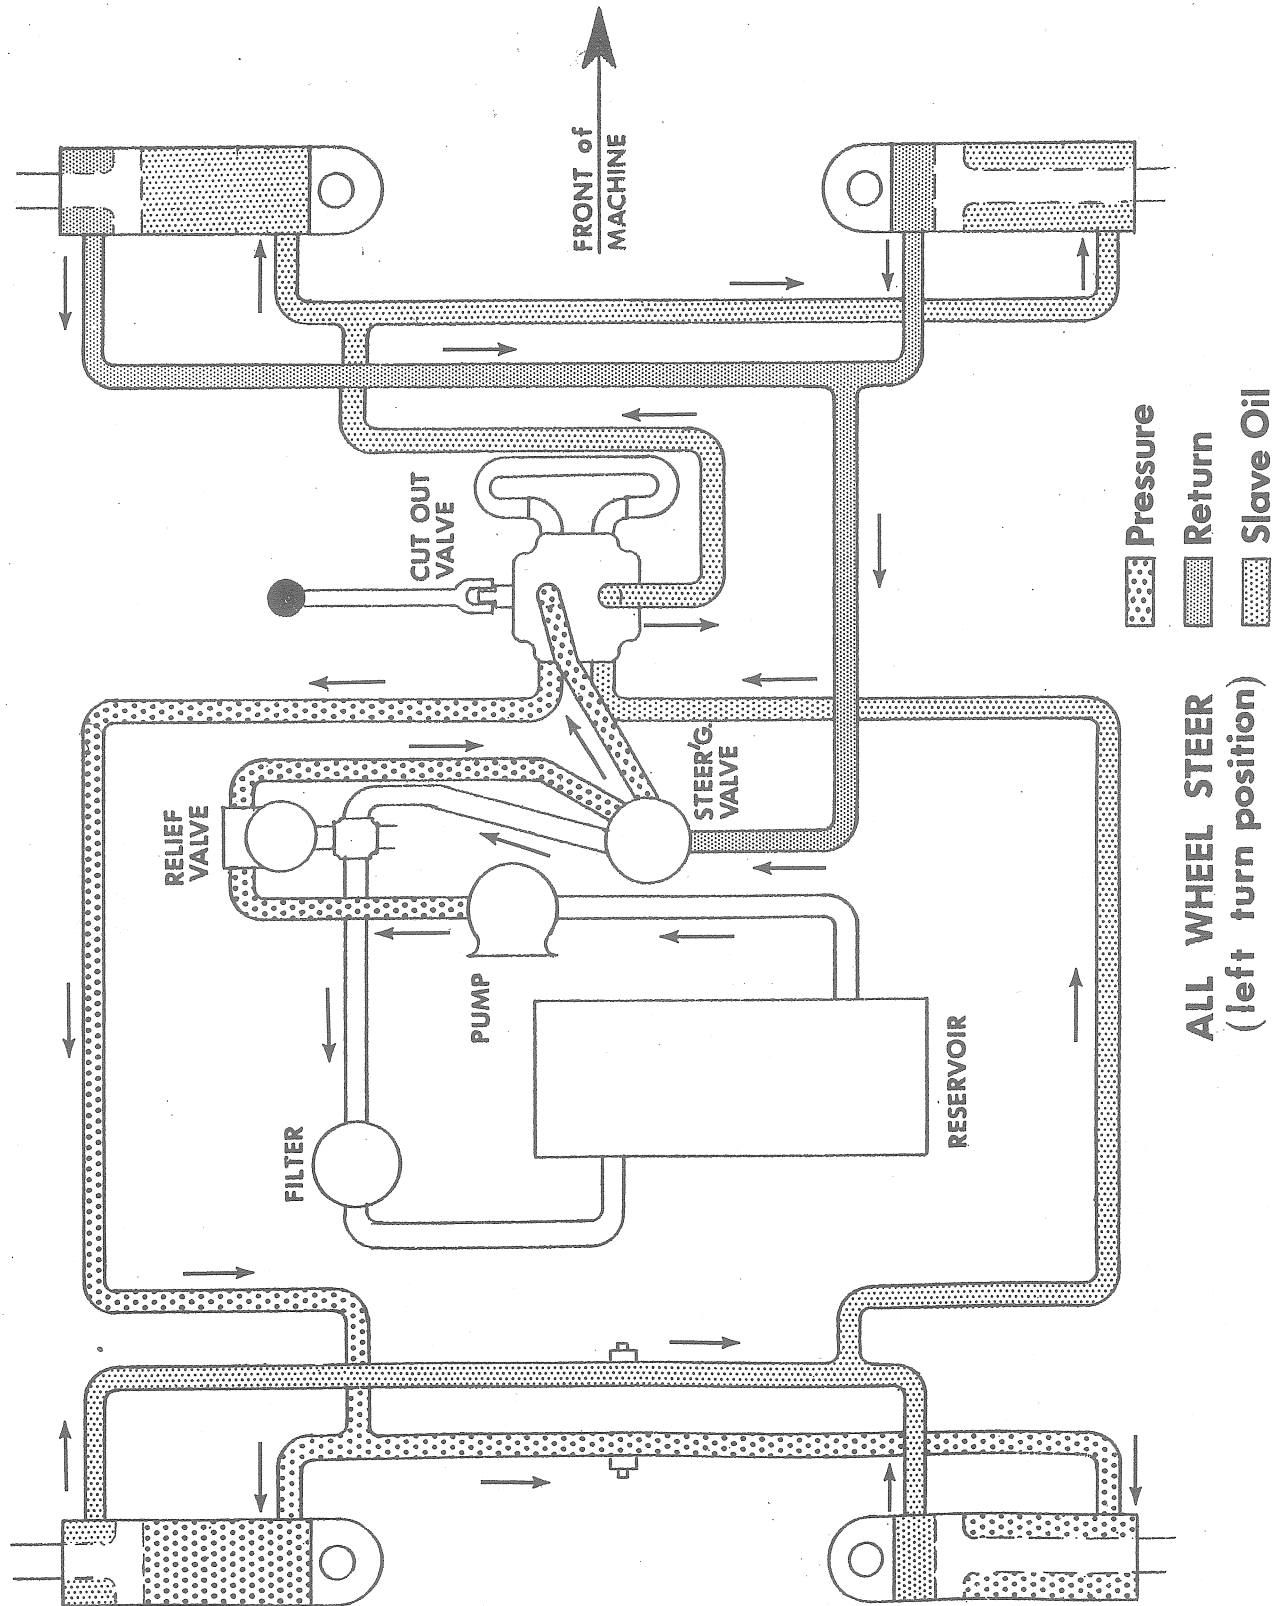 FRONT of
MACHINE
CUT OUT
VALVE
RELIEF
VALVE
STEER'G.
VALVE
PUMP
FILTER
RESERVOIR
Pressure
Return
Slave Oil
ALL WHEEL STEER
(left turn position)